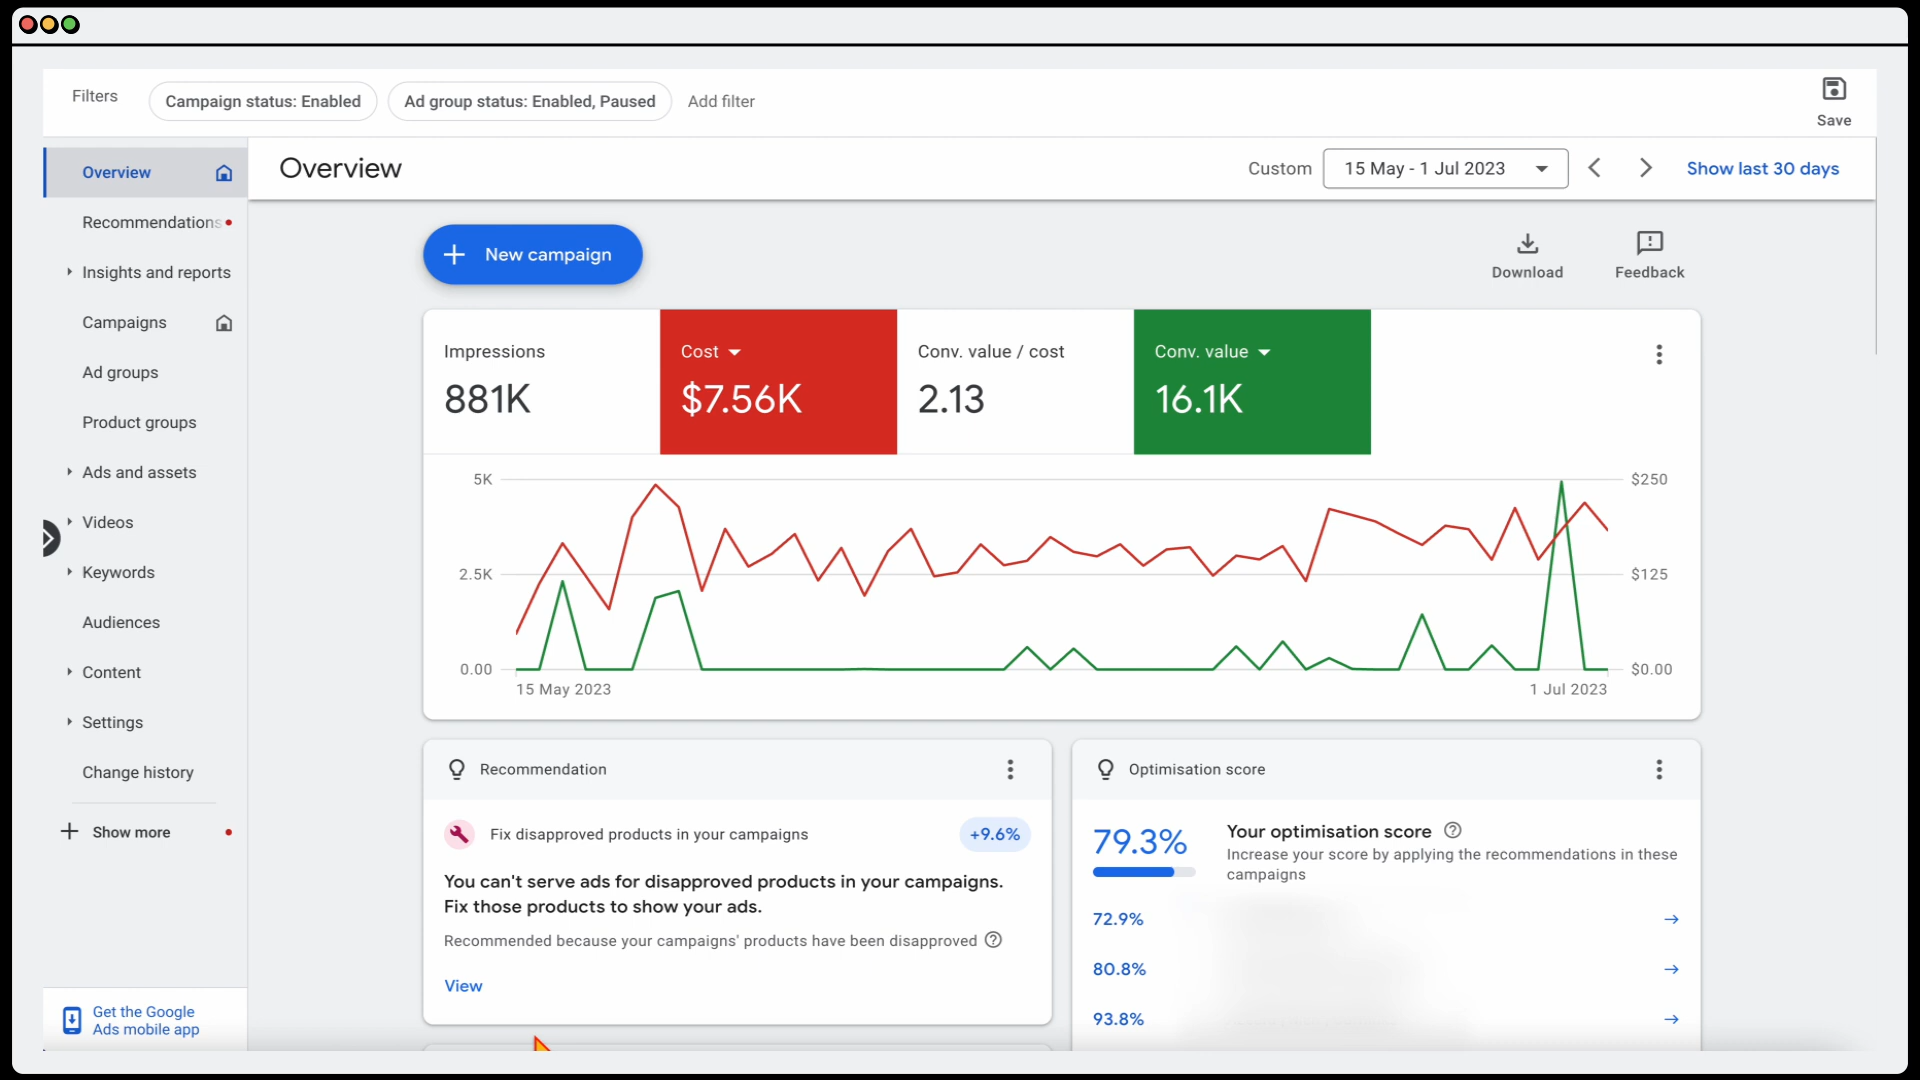 Filters
Campaign status: Enabled
Ad group status: Enabled, Paused
Add filter
Save
Overview
Recommendations
Insights and reports
Campaigns
Ad groups
Product groups
Ads and assets
Videos
Keywords
Audiences
Content
Settings
Change history
Show more
Get the Google
Ads mobile app
Overview
Custom
15 May - 1 Jul 2023
Show last 30 days
New campaign
Download
Feedback
Impressions
881K
Cost
$7.56K
Conv. value / cost
2.13
Conv. value
16.1K
5K
2.5K
0.00
$250
$125
$0.00
15 May 2023
1 Jul 2023
Recommendation
Fix disapproved products in your campaigns
+9.6%
You can't serve ads for disapproved products in your campaigns.
Fix those products to show your ads.
Recommended because your campaigns' products have been disapproved
View
Optimisation score
79.3%
Your optimisation score
Increase your score by applying the recommendations in these
campaigns
72.9%
80.8%
93.8%